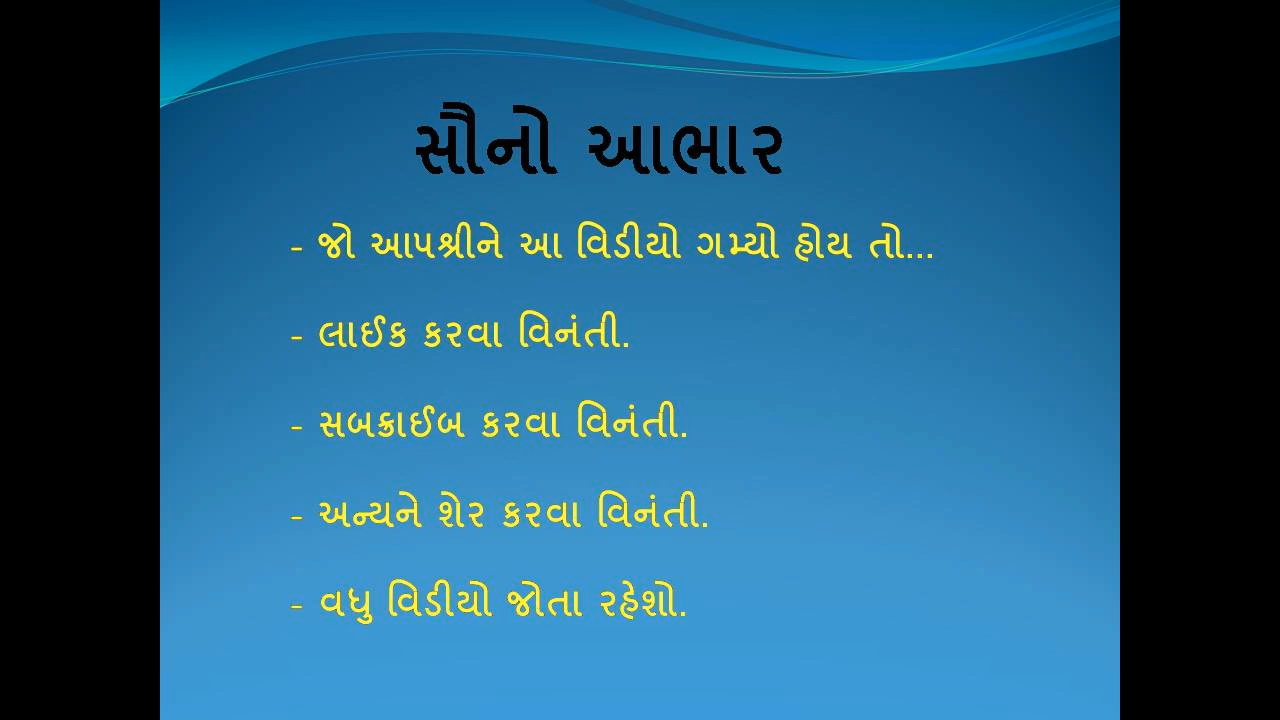 સૌનો આભાર
- જો આપશ્રીને આ વિડીયો ગમ્યો હોય તો...
- લાઈક કરવા વિનંતી.
- સબક્રાઈબ કરવા વિનંતી.
- અન્યને શેર કરવા વિનંતી.
- વધુ વિડીયો જોતા રહેશો.